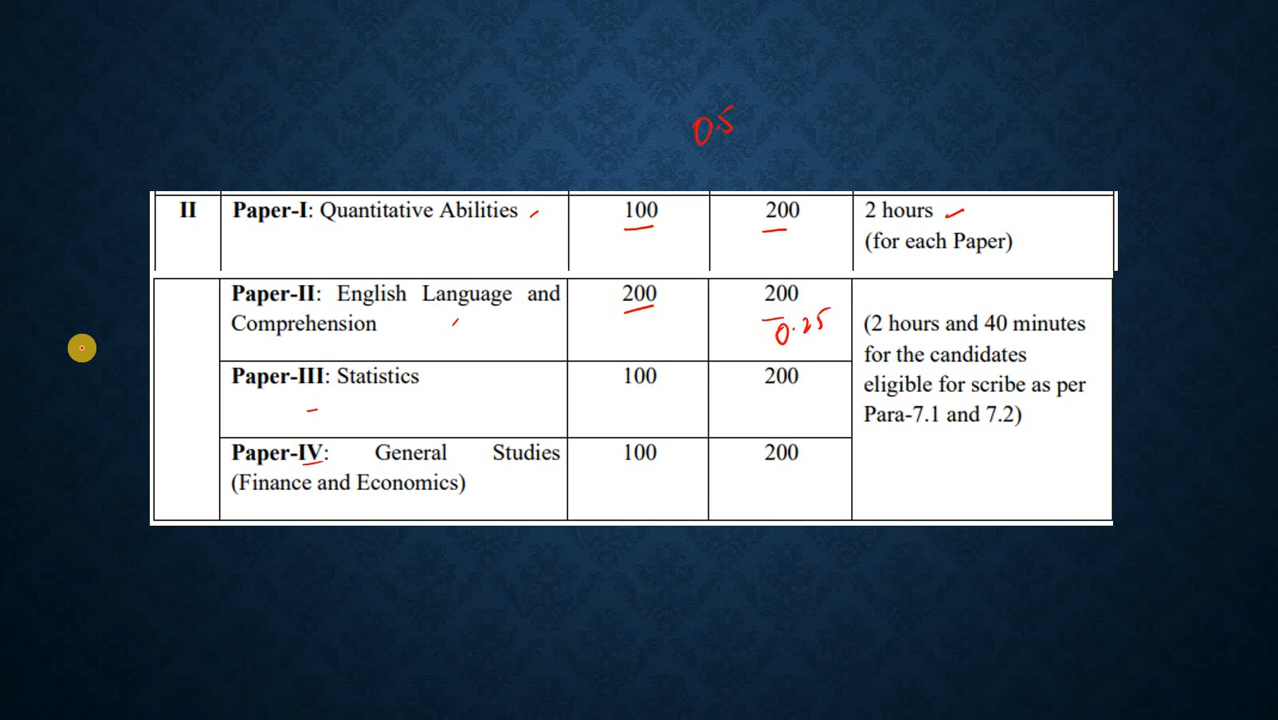 0.5
II Paper-I: Quantitative Abilities 100 200 2 hours
(for each Paper)
Paper-II: English Language and 200 200
Comprehension 0.25 (2 hours and 40 minutes
for the candidates
Paper-III: Statistics 100 200 eligible for scribe as per
Para-7.1 and 7.2)
Paper-IV: General Studies 100 200
(Finance and Economics)